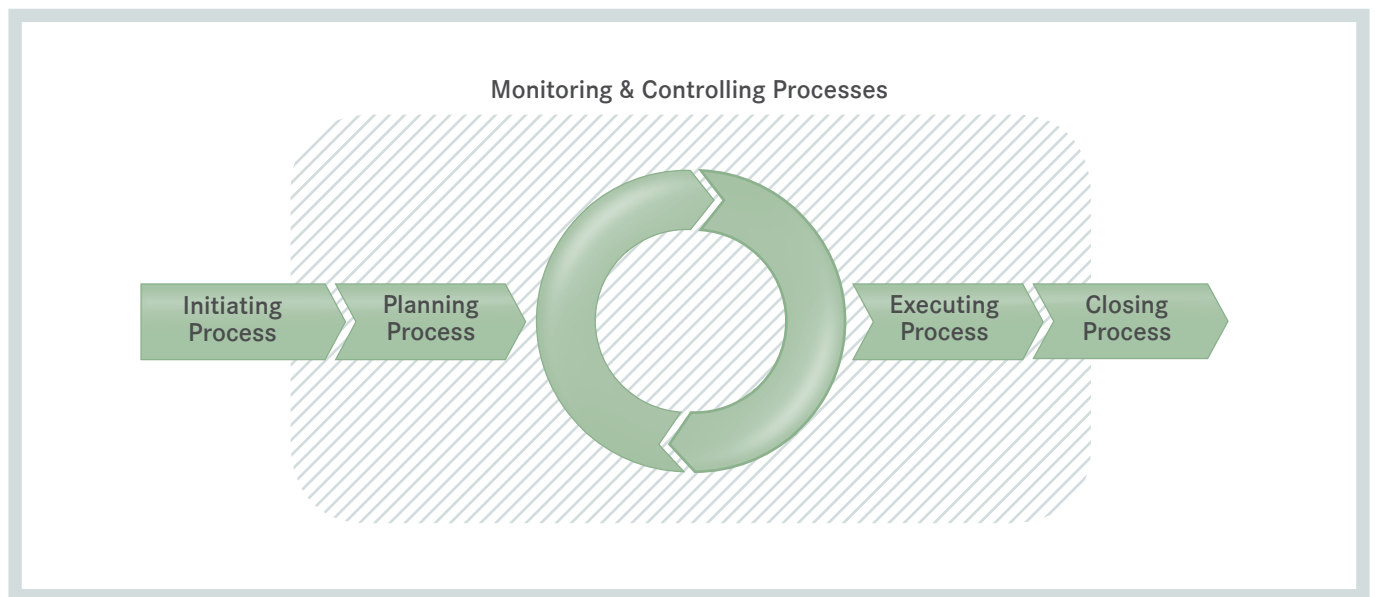 Monitoring & Controlling Processes
Initiating
Process
Planning
Process
Executing
Process
Closing
Process